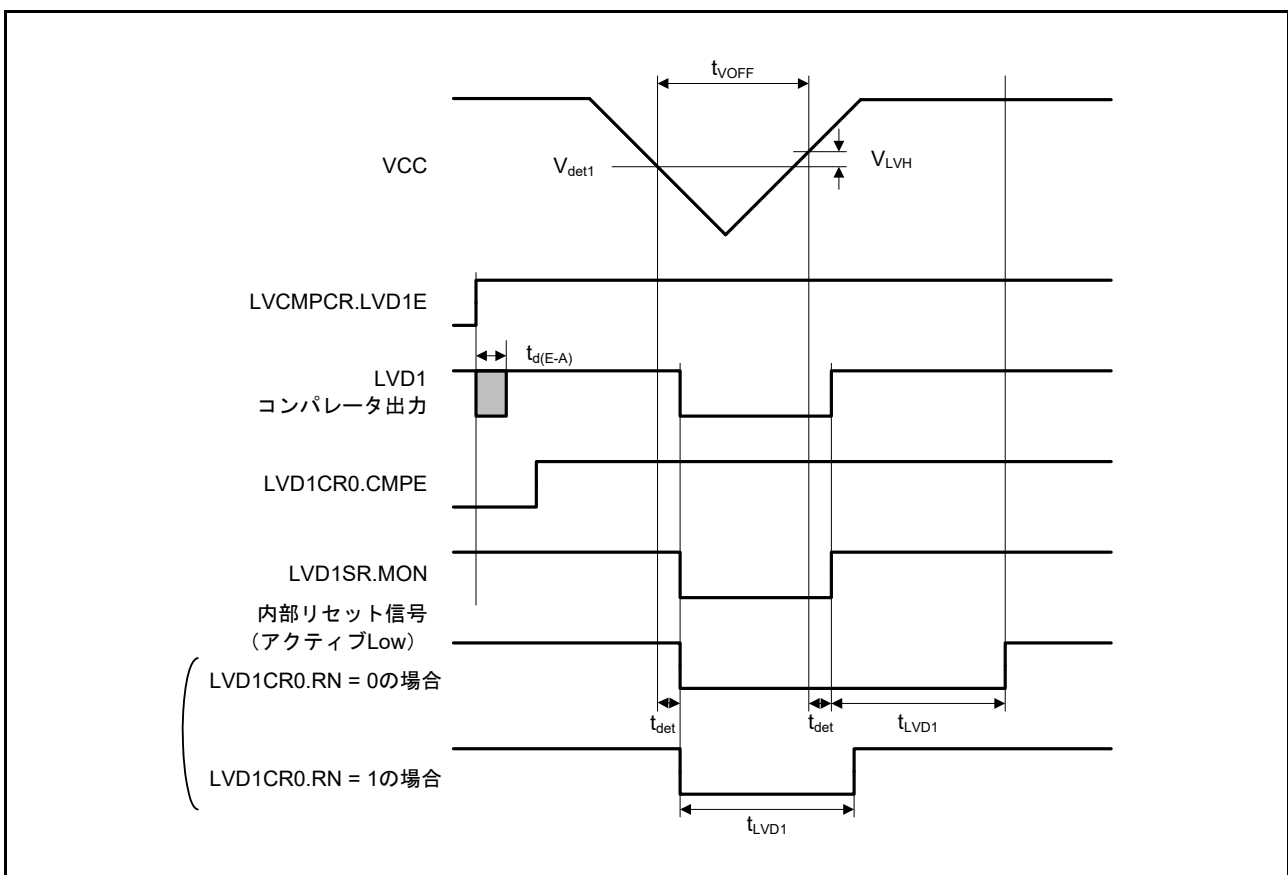 tVOFF
VCC
Vdet1
VLVH
LVCMPCR.LVD1E
td(E-A)
LVD1
コンパレータ出力
LVD1CR0.CMPE
LVD1SR.MON
内部リセット信号
(アクティブLow)
LVD1CR0.RN = 0の場合
tdet
tdet
tLVD1
LVD1CR0.RN = 1の場合
tLVD1